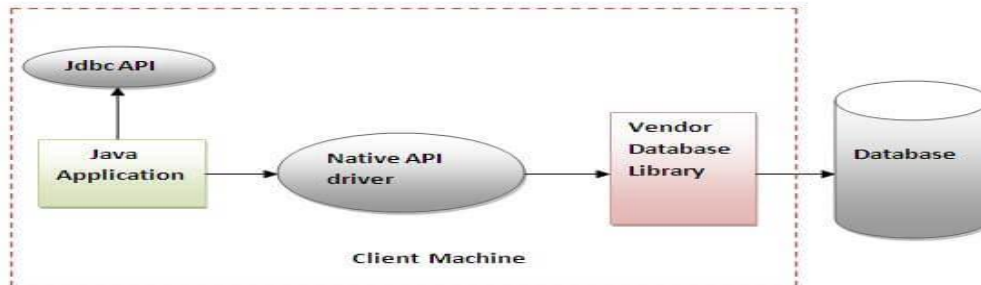 Jdbc API
Java
Application
Native API
driver
Vendor
Database
Library
Database
Client Machine